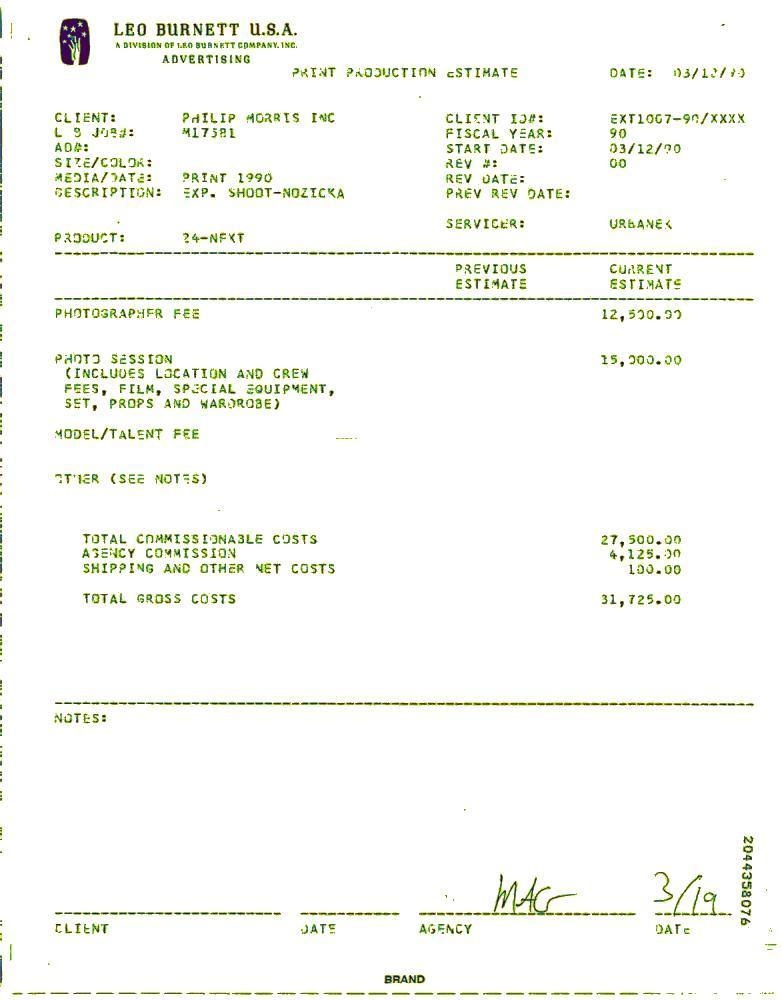 LEO BURNETT U.S.A.
A DIVISION OF LEO BURNETT COMPANY, INC.
ADVERTISING
PRINT PRODUCTION ESTIMATE DATE: 03/12/90
CLIENT: PHILIP MORRIS INC CLIENT ID#: EXT1007-90/XXXX
L B JOB#: M17581 FISCAL YEAR: 90
AD#: START DATE: 03/12/90
SIZE/COLOR: REV #: 00
MEDIA/DATE: PRINT 1990 REV DATE:
DESCRIPTION: EXP. SHOOT-NOZICKA PREV REV DATE:
SERVICER: URBANEK
PRODUCT: 24-NEXT
PREVIOUS CURRENT
ESTIMATE ESTIMATE
PHOTOGRAPHER FEE 12,500.00
PHOTO SESSION 15,000.00
(INCLUDES LOCATION AND CREW
FEES, FILM, SPECIAL EQUIPMENT,
SET, PROPS AND WARDROBE)
MODEL/TALENT FEE
OTHER (SEE NOTES)
TOTAL COMMISSIONABLE COSTS 27,500.00
AGENCY COMMISSION 4,125.00
SHIPPING AND OTHER NET COSTS 100.00
TOTAL GROSS COSTS 31,725.00
NOTES:
2044358076
MAG 3/19
CLIENT DATE AGENCY DATE
BRAND